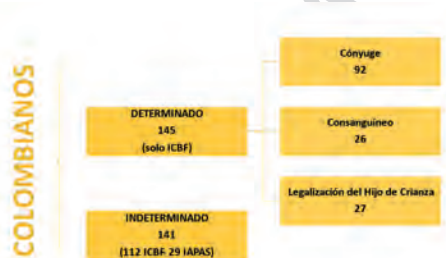 COLOMBIANOS
DETERMINADO
145
(solo ICBF)
INDETERMINADO
141
(112 ICBF 29 IAPAS)
Cónyuge
92
Consanguíneo
26
Legalización del Hijo de Crianza
27